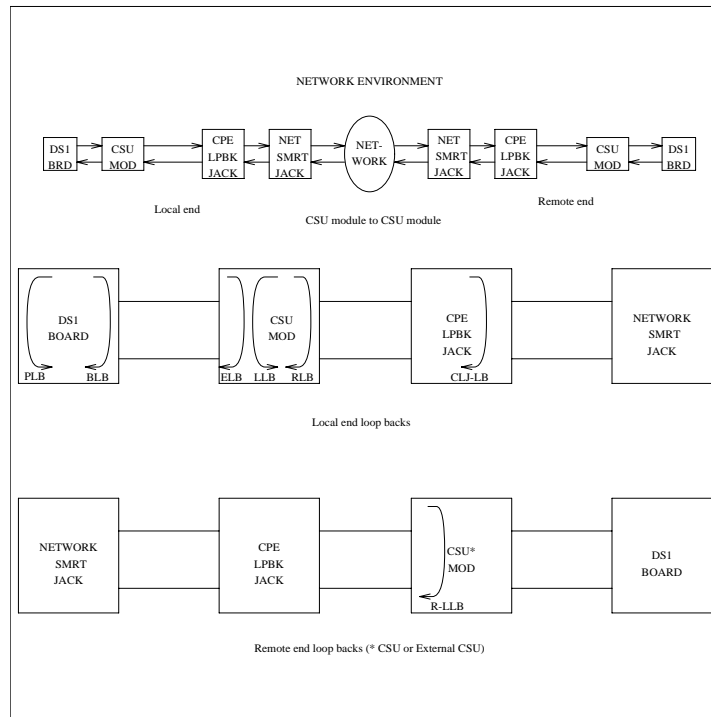 NETWORK ENVIRONMENT
DS1
BRD
CSU
MOD
CPE
LPBK
JACK
NET
SMRT
JACK
NET-
WORK
NET
SMRT
JACK
CPE
LPBK
JACK
CSU
MOD
DS1
BRD
Local end
Remote end
CSU module to CSU module
DS1
BOARD
PLB
BLB
CSU
MOD
ELB
LLB
RLB
CPE
LPBK
JACK
CLJ-LB
NETWORK
SMRT
JACK
Local end loop backs
NETWORK
SMRT
JACK
CPE
LPBK
JACK
CSU*
MOD
R-LLB
DS1
BOARD
Remote end loop backs (* CSU or External CSU)